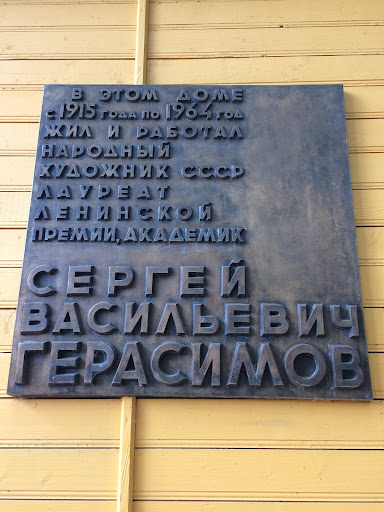 В ЭТОМ ДОМЕ
с 1915 года по 1964 год
ЖИЛ И РАБОТАЛ
НАРОДНЫЙ
ХУДОЖНИК СССР
ЛАУРЕАТ
ЛЕНИНСКОЙ
ПРЕМИИ, АКАДЕМИК
СЕРГЕЙ
ВАСИЛЬЕВИЧ
ГЕРАСИМОВ